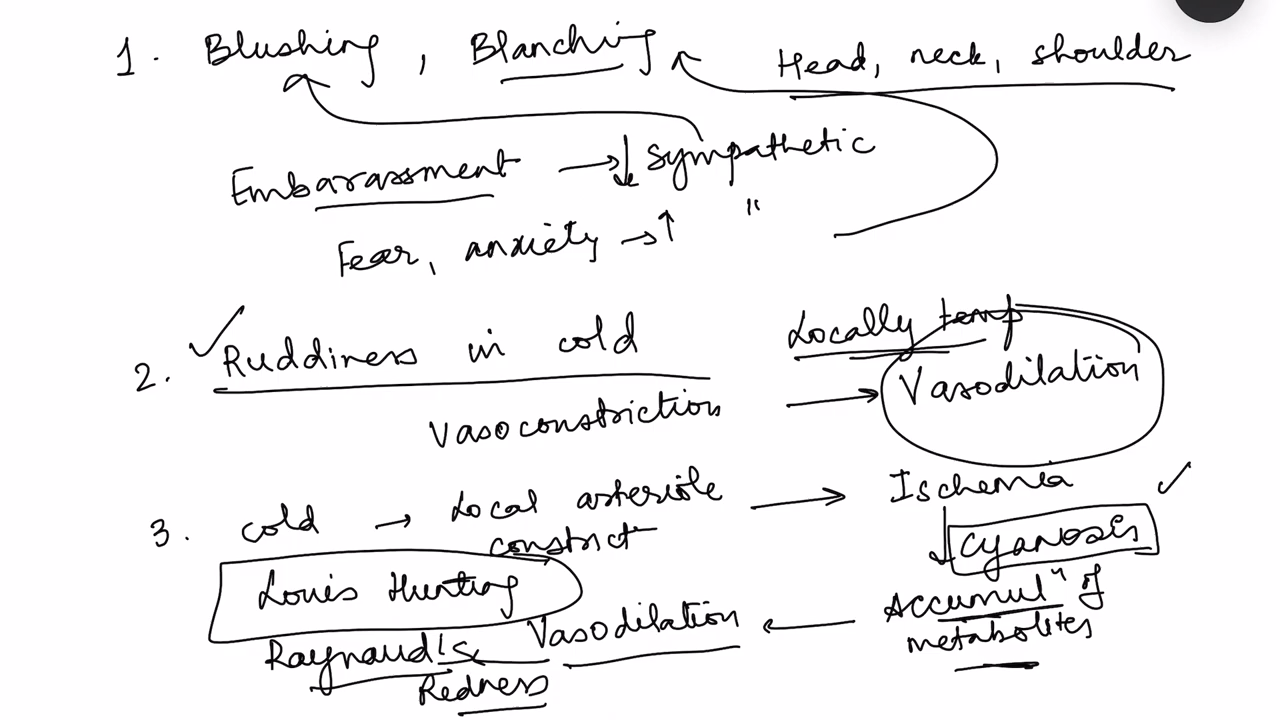 1. Blushing, Blanching Head, neck, shoulder
Embarassment → ↓ sympathetic
Fear, anxiety → ↑ "
2. ✓ Ruddiness in cold Locally temp
Vasoconstriction → Vasodilation
3. cold → Local arteriole constrict → Ischemia ✓
↓ Cyanosis
Louis Hunting
Accumulⁿ of
metabolites
Vasodilation ←
Raynaud's
Redness